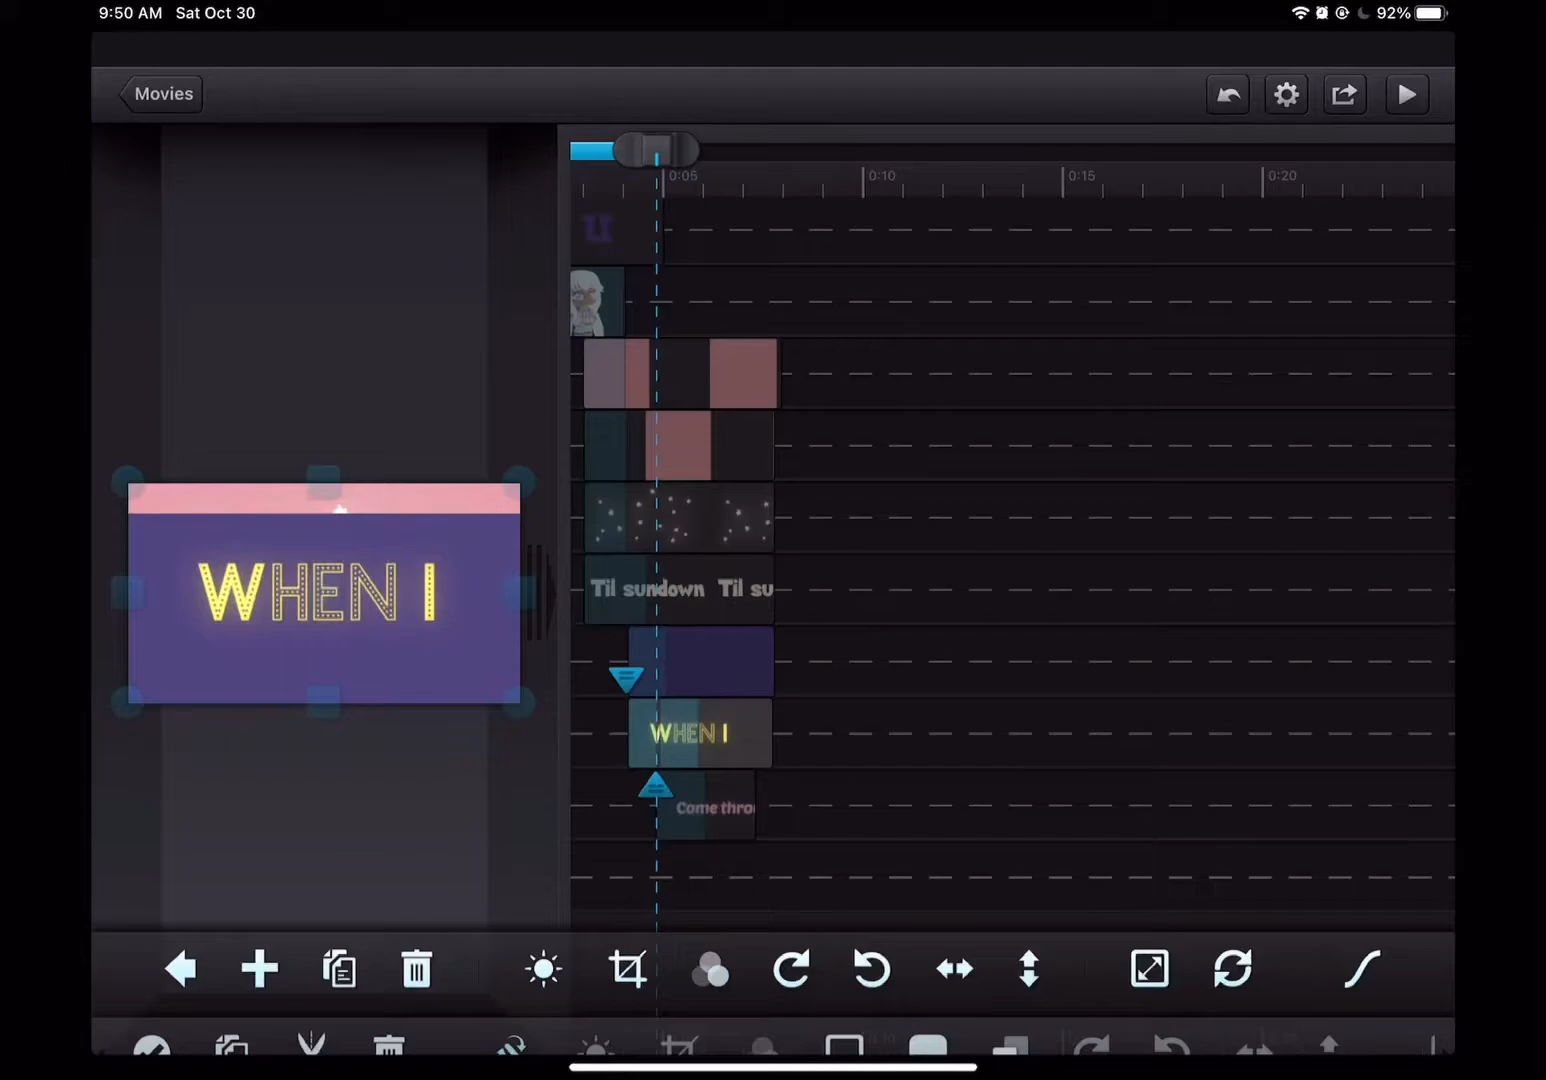 9:50 AM Sat Oct 30
92%
Movies
0:05
0:10
0:15
0:20
U
Til sundown Til su
WHEN I
WHEN I
Come thro